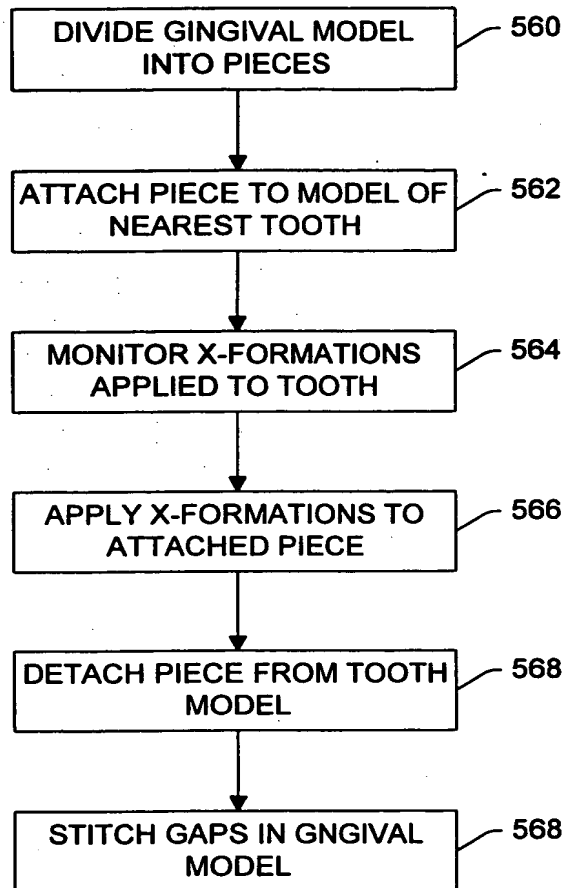 DIVIDE GINGIVAL MODEL
INTO PIECES
560
ATTACH PIECE TO MODEL OF
NEAREST TOOTH
562
MONITOR X-FORMATIONS
APPLIED TO TOOTH
564
APPLY X-FORMATIONS TO
ATTACHED PIECE
566
DETACH PIECE FROM TOOTH
MODEL
568
STITCH GAPS IN GNGIVAL
MODEL
568